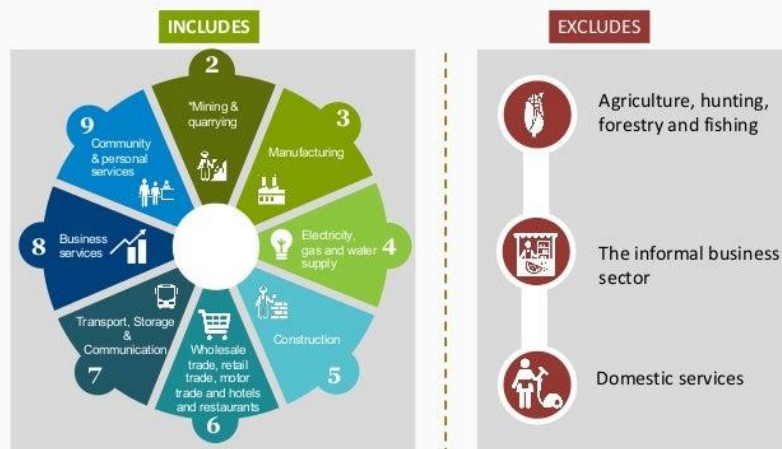 INCLUDES
2
*Mining &
quarrying
3
Manufacturing
Electricity,
gas and water
supply
4
Construction
5
Wholesale
trade, retail
trade, motor
trade and hotels
and restaurants
6
Transport, Storage
&
Communication
7
8
Business
services
9
Community
& personal
services
EXCLUDES
Agriculture, hunting,
forestry and fishing
The informal business
sector
Domestic services